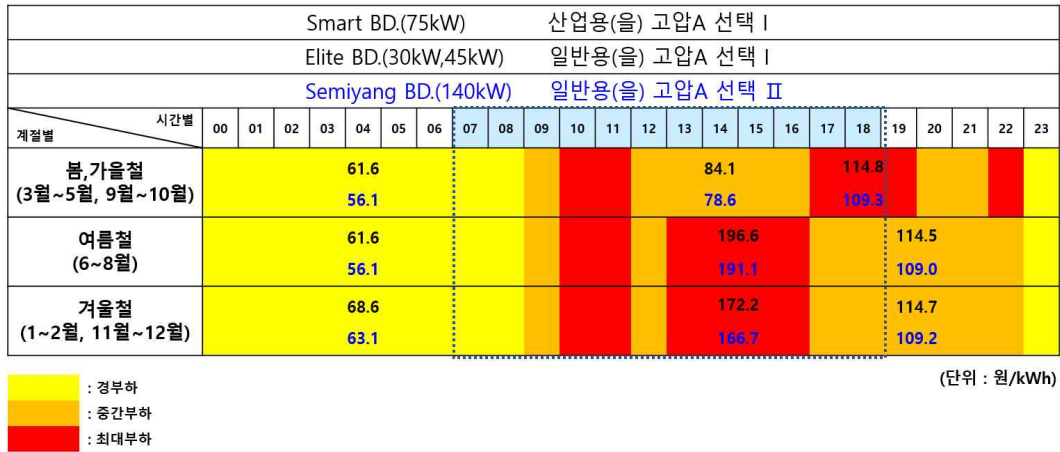 Smart BD.(75kW) 산업용(을) 고압A 선택 Ⅰ
Elite BD.(30kW,45kW) 일반용(을) 고압A 선택 Ⅰ
Semiyang BD.(140kW) 일반용(을) 고압A 선택 Ⅱ
시간별
계절별
00 01 02 03 04 05 06 07 08 09 10 11 12 13 14 15 16 17 18 19 20 21 22 23
봄,가을철
(3월~5월, 9월~10월)
61.6 84.1 114.8
56.1 78.6 109.3
여름철
(6~8월)
61.6 196.6 114.5
56.1 191.1 109.0
겨울철
(1~2월, 11월~12월)
68.6 172.2 114.7
63.1 166.7 109.2
(단위 : 원/kWh)
: 경부하
: 중간부하
: 최대부하